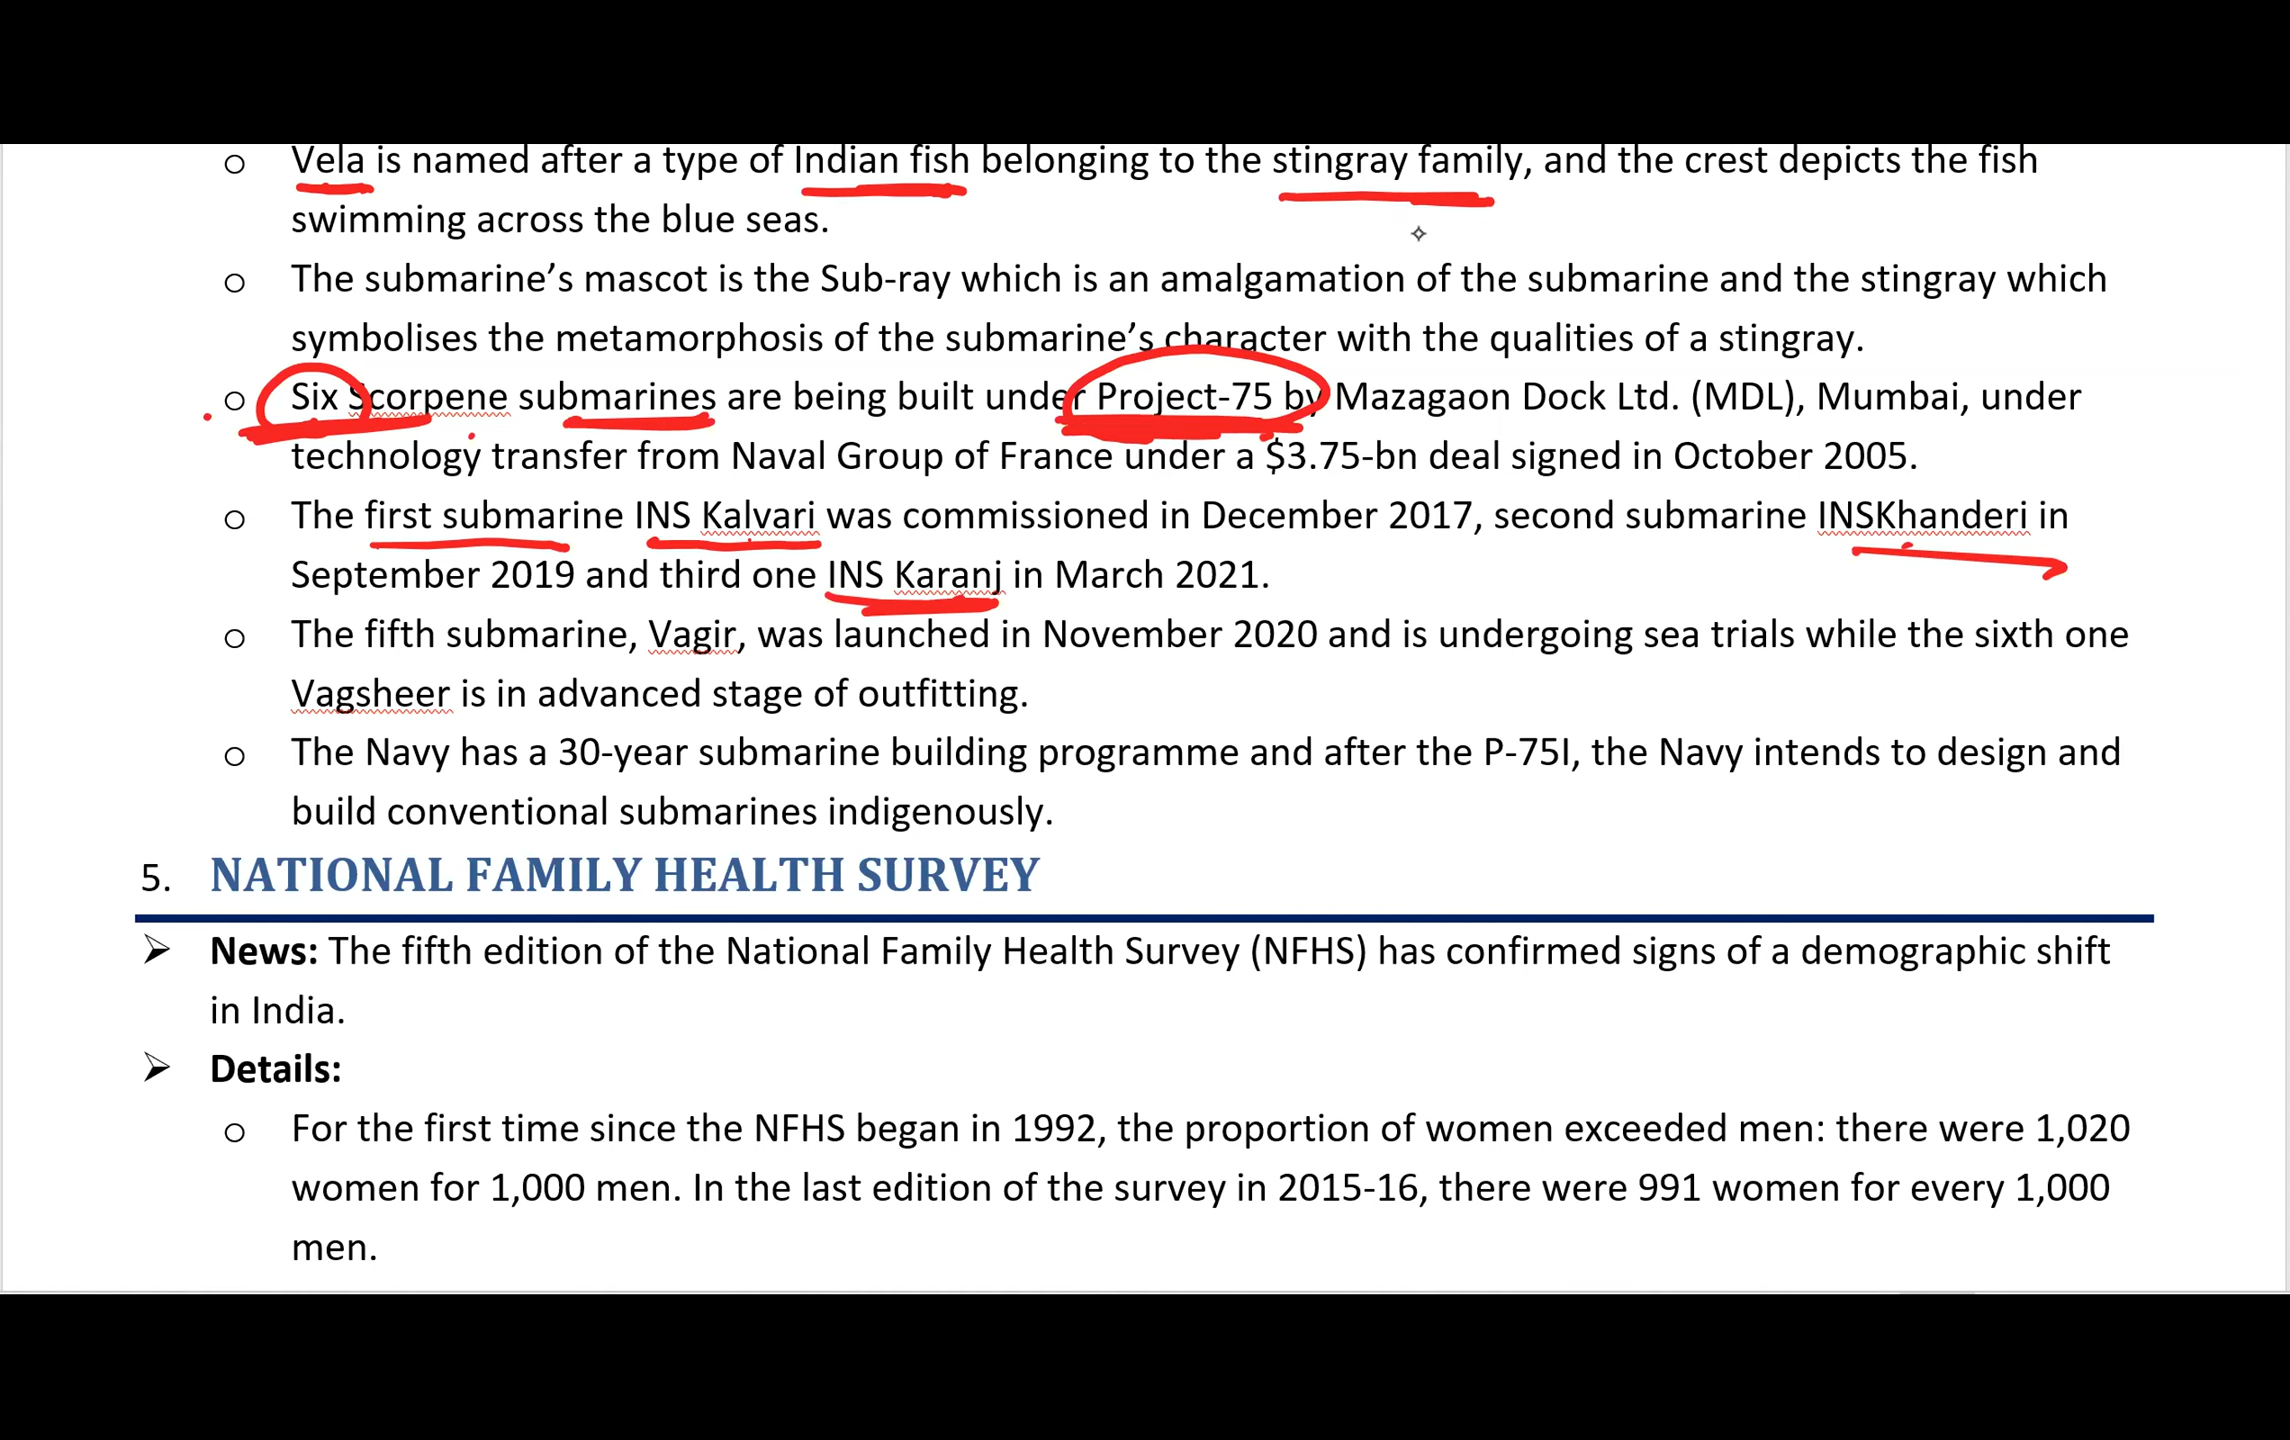 o Vela is named after a type of Indian fish belonging to the stingray family, and the crest depicts the fish
swimming across the blue seas.
o The submarine’s mascot is the Sub-ray which is an amalgamation of the submarine and the stingray which
symbolises the metamorphosis of the submarine’s character with the qualities of a stingray.
o Six Scorpene submarines are being built under Project-75 by Mazagaon Dock Ltd. (MDL), Mumbai, under
technology transfer from Naval Group of France under a $3.75-bn deal signed in October 2005.
o The first submarine INS Kalvari was commissioned in December 2017, second submarine INSKhanderi in
September 2019 and third one INS Karanj in March 2021.
o The fifth submarine, Vagir, was launched in November 2020 and is undergoing sea trials while the sixth one
Vagsheer is in advanced stage of outfitting.
o The Navy has a 30-year submarine building programme and after the P-75I, the Navy intends to design and
build conventional submarines indigenously.
5. NATIONAL FAMILY HEALTH SURVEY
➢ News: The fifth edition of the National Family Health Survey (NFHS) has confirmed signs of a demographic shift
in India.
➢ Details:
o For the first time since the NFHS began in 1992, the proportion of women exceeded men: there were 1,020
women for 1,000 men. In the last edition of the survey in 2015-16, there were 991 women for every 1,000
men.